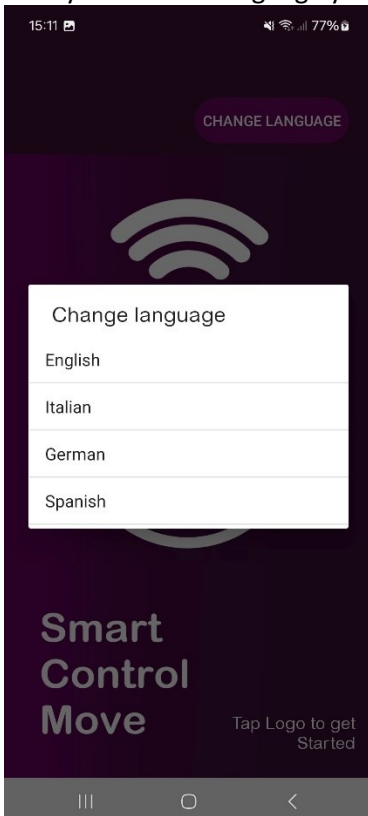 15:11 77%
CHANGE LANGUAGE
Change language
English
Italian
German
Spanish
Smart
Control
Move
Tap Logo to get
Started